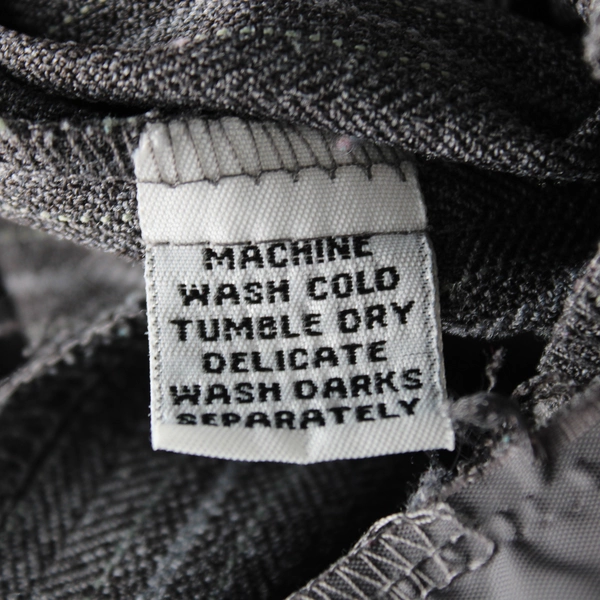 MACHINE
WASH COLD
TUMBLE DRY
DELICATE
WASH DARKS
SEPARATELY